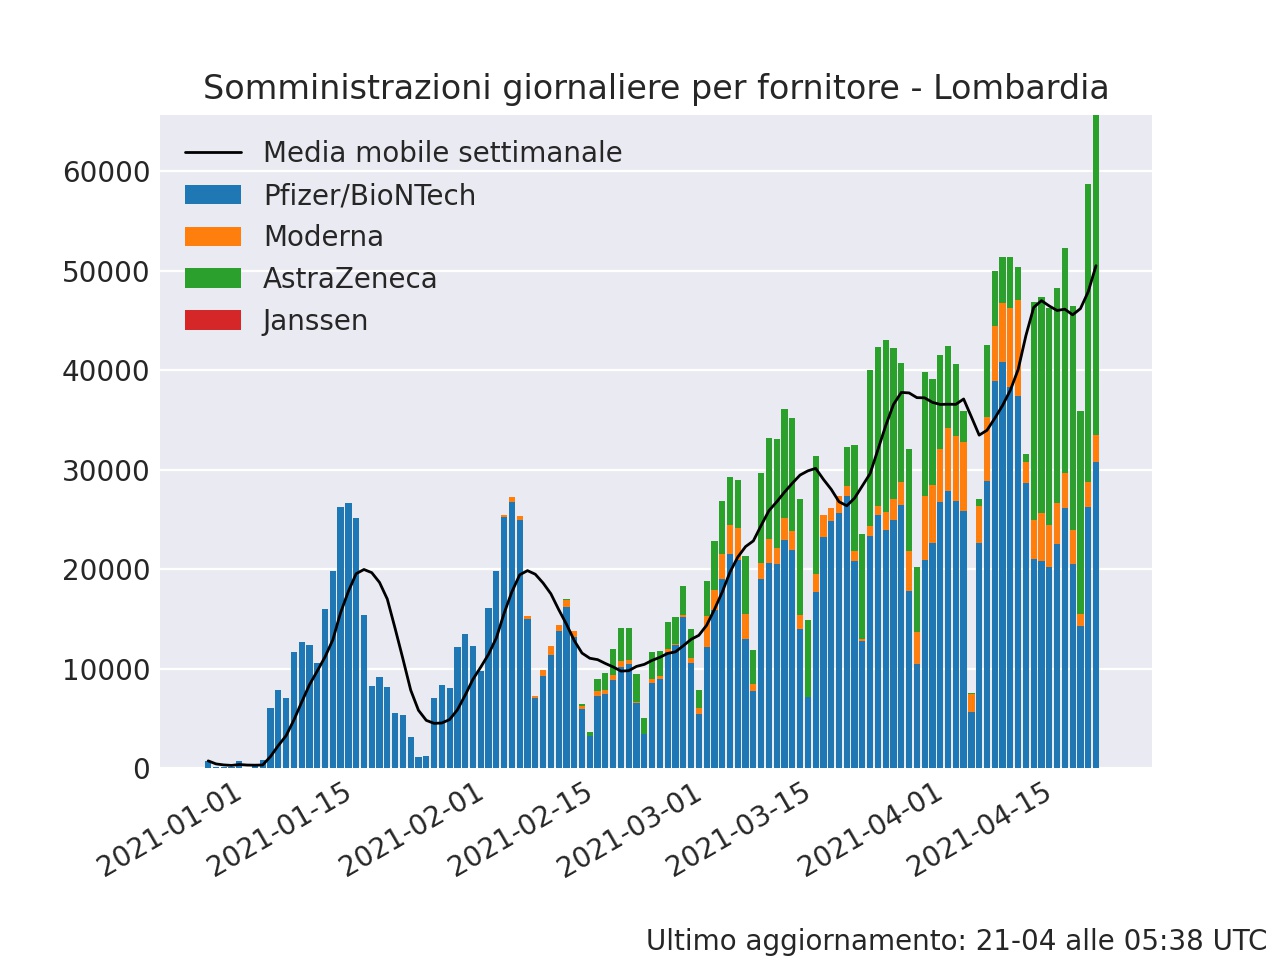 Somministrazioni giornaliere per fornitore - Lombardia
Media mobile settimanale
Pfizer/BioNTech
Moderna
AstraZeneca
Janssen
60000
50000
40000
30000
20000
10000
0
2021-01-01
2021-01-15
2021-02-01
2021-02-15
2021-03-01
2021-03-15
2021-04-01
2021-04-15
Ultimo aggiornamento: 21-04 alle 05:38 UTC